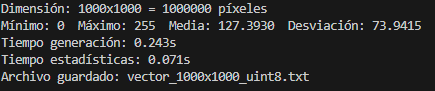 Dimensión: 1000x1000 = 1000000 píxeles
Mínimo: 0  Máximo: 255  Media: 127.3930  Desviación: 73.9415
Tiempo generación: 0.243s
Tiempo estadísticas: 0.071s
Archivo guardado: vector_1000x1000_uint8.txt